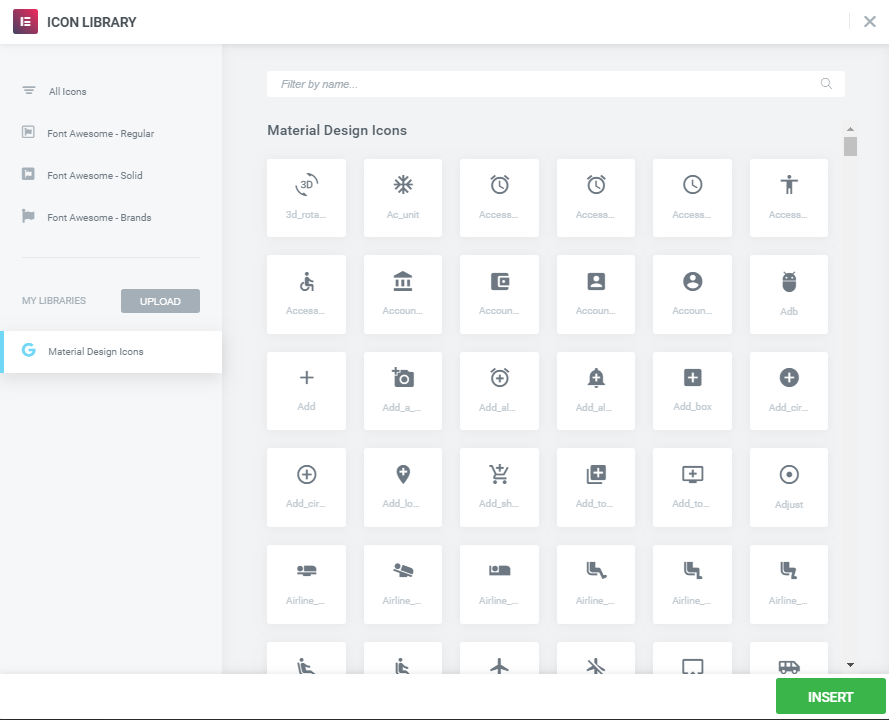 ICON LIBRARY
All Icons
Font Awesome - Regular
Font Awesome - Solid
Font Awesome - Brands
MY LIBRARIES
UPLOAD
Material Design Icons
Filter by name...
Material Design Icons
3D
3d_rota... Ac_unit Access... Access... Access... Access...
Access... Accoun... Accoun... Accoun... Accoun... Adb
Add Add_a_... Add_al... Add_al... Add_box Add_cir...
Add_cir... Add_lo... Add_sh... Add_to... Add_to... Adjust
Airline_... Airline_... Airline_... Airline_... Airline_... Airline_...
INSERT